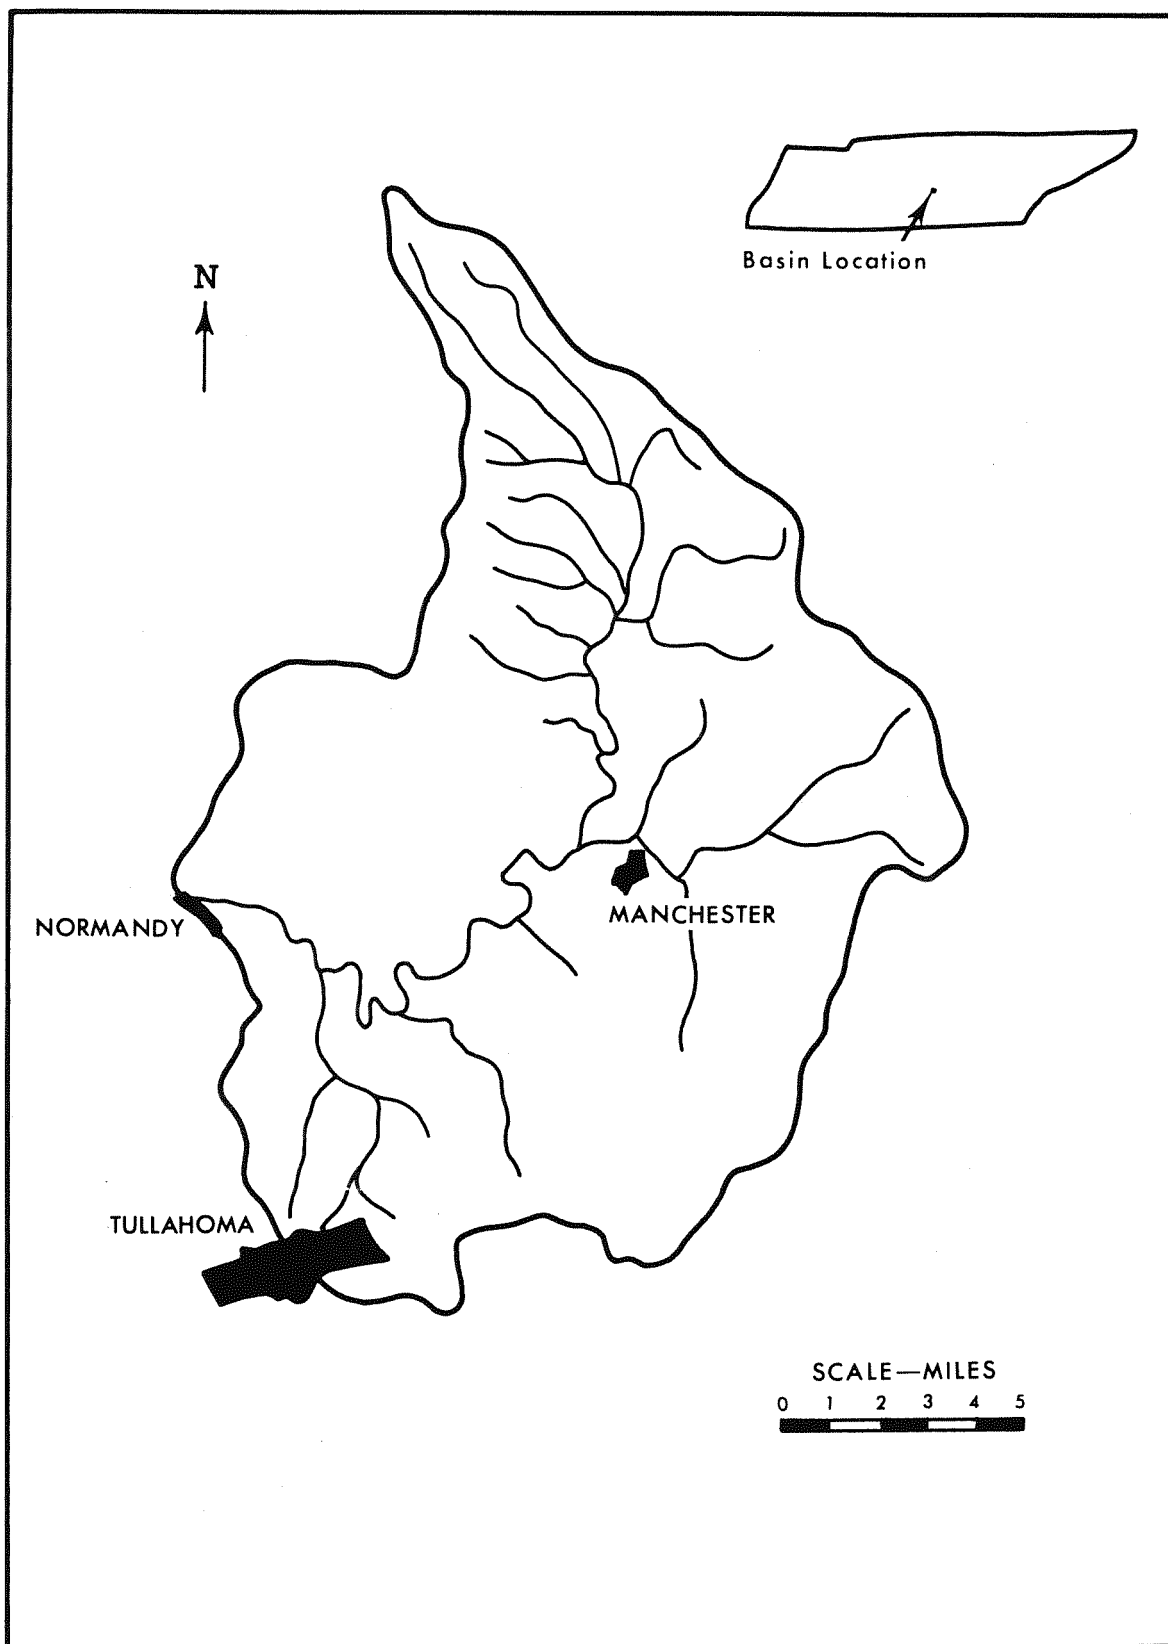 Basin Location
N
NORMANDY
MANCHESTER
TULLAHOMA
SCALE—MILES
0 1 2 3 4 5